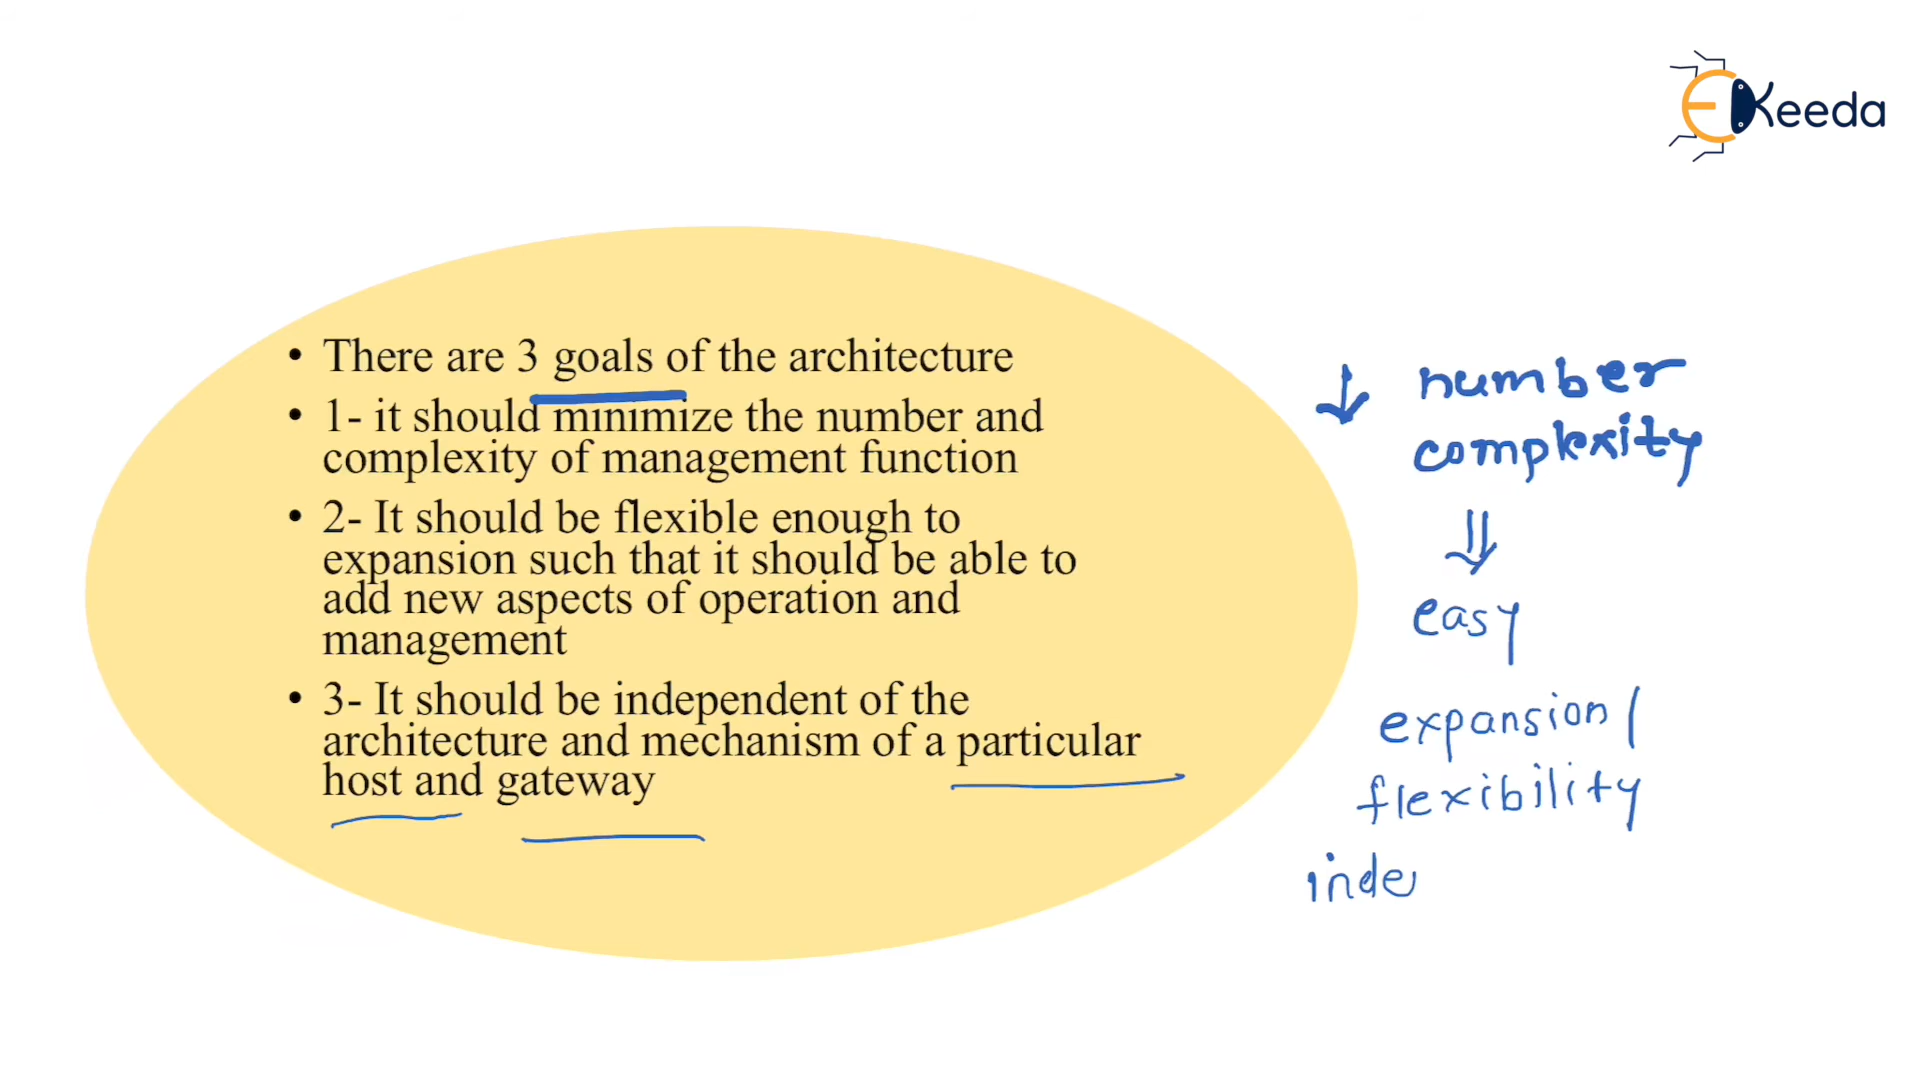 EKeeda
• There are 3 goals of the architecture
• 1- it should minimize the number and
complexity of management function
• 2- It should be flexible enough to
expansion such that it should be able to
add new aspects of operation and
management
• 3- It should be independent of the
architecture and mechanism of a particular
host and gateway
↓ number
complexity
⇓
easy
expansion/
flexibility
inde